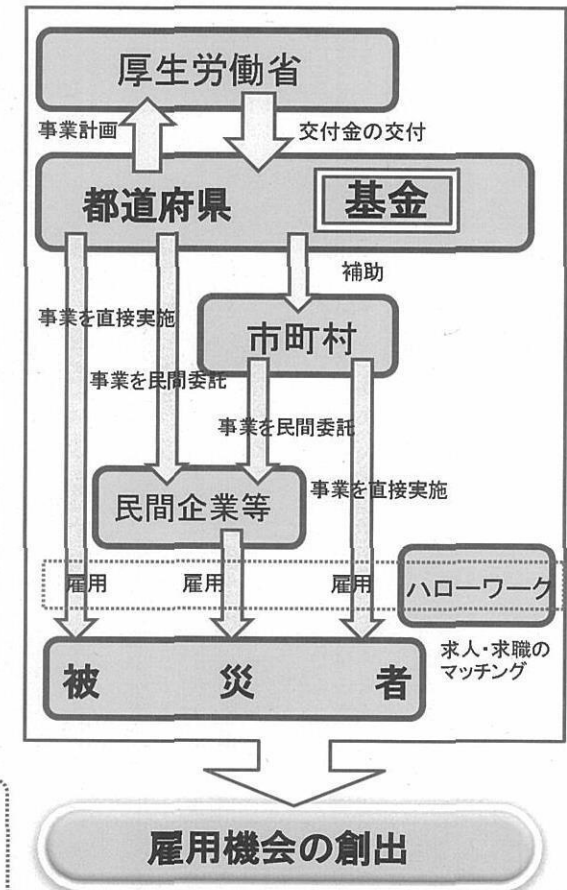 厚生労働省
事業計画
交付金の交付
都道府県
基金
補助
事業を直接実施
市町村
事業を民間委託
事業を民間委託
民間企業等
事業を直接実施
雇用
雇用
雇用
ハローワーク
求人・求職の
マッチング
被災者
雇用機会の創出